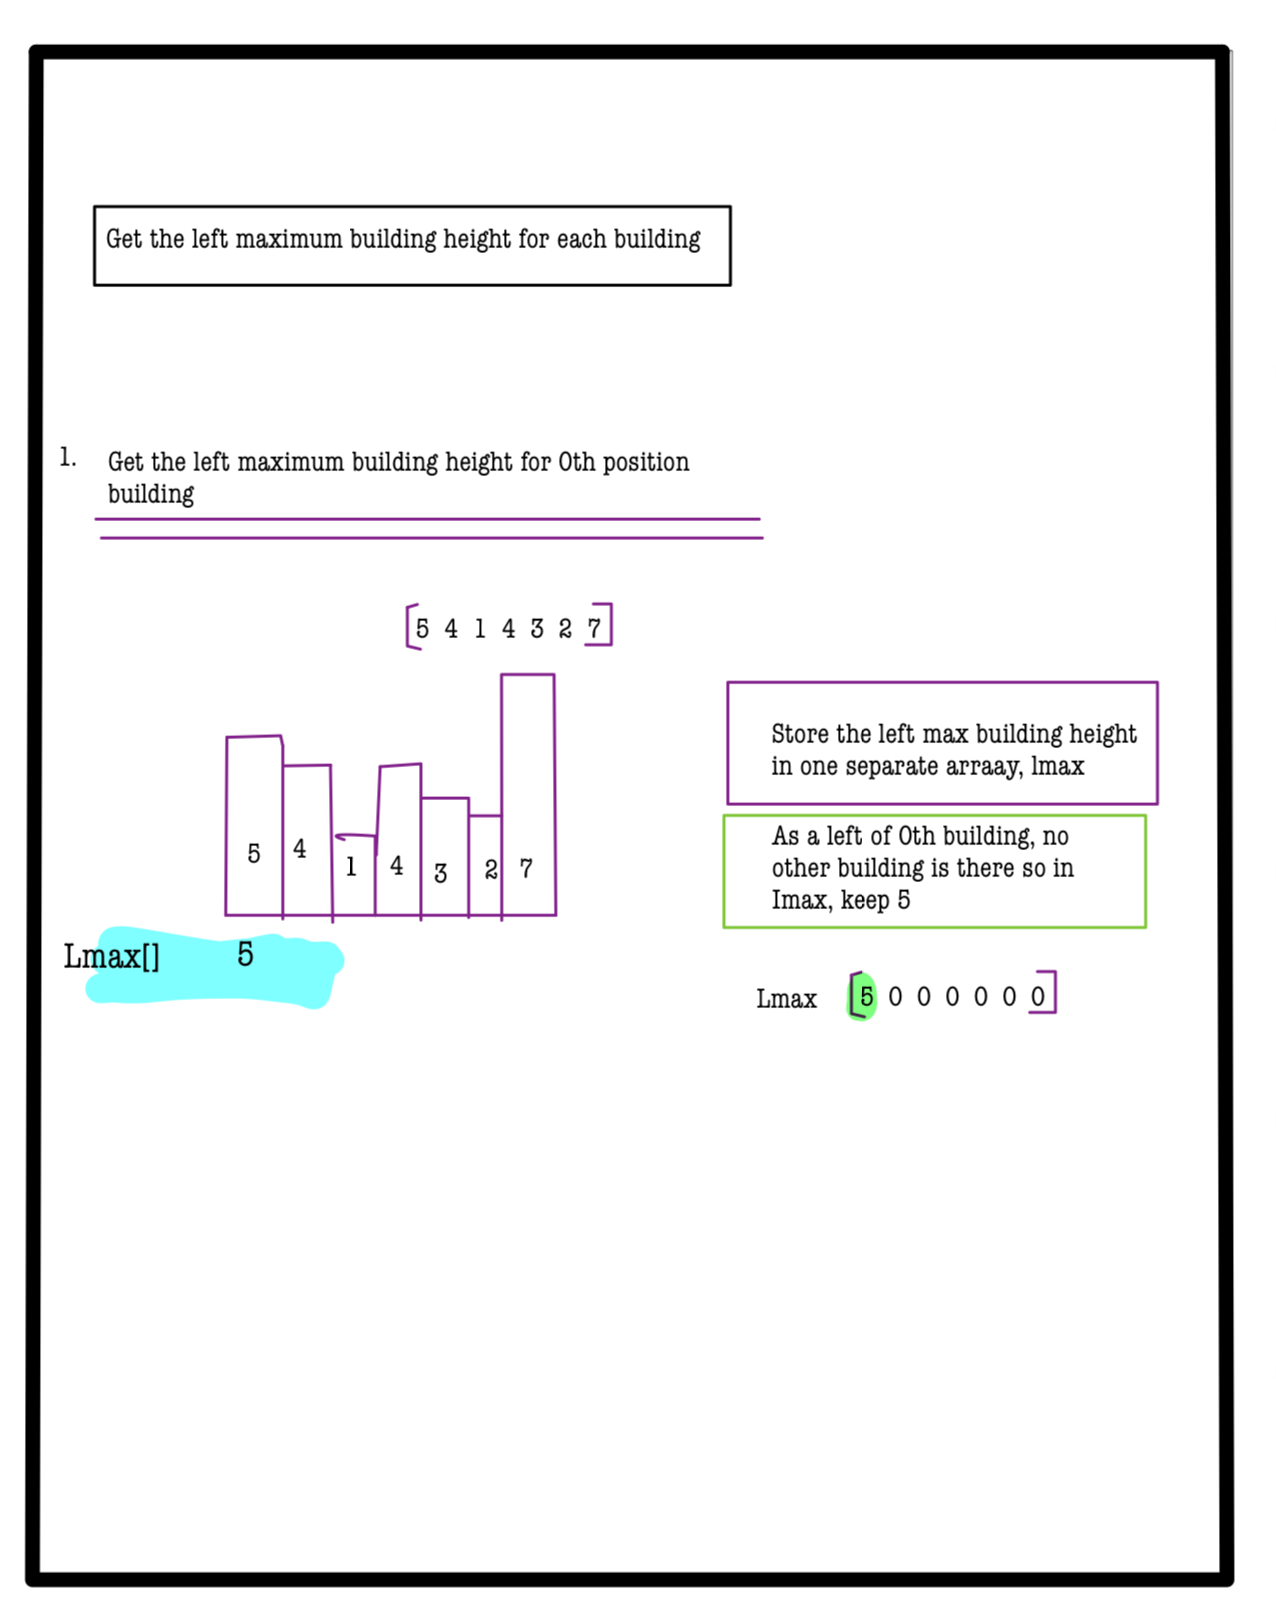 Get the left maximum building height for each building
1.
Get the left maximum building height for 0th position
building
5 4 1 4 3 2 7
5 4 1 4 3 2 7
Store the left max building height
in one separate arraay, lmax
As a left of 0th building, no
other building is there so in
Imax, keep 5
Lmax[] 5
Lmax [5 0 0 0 0 0 0]